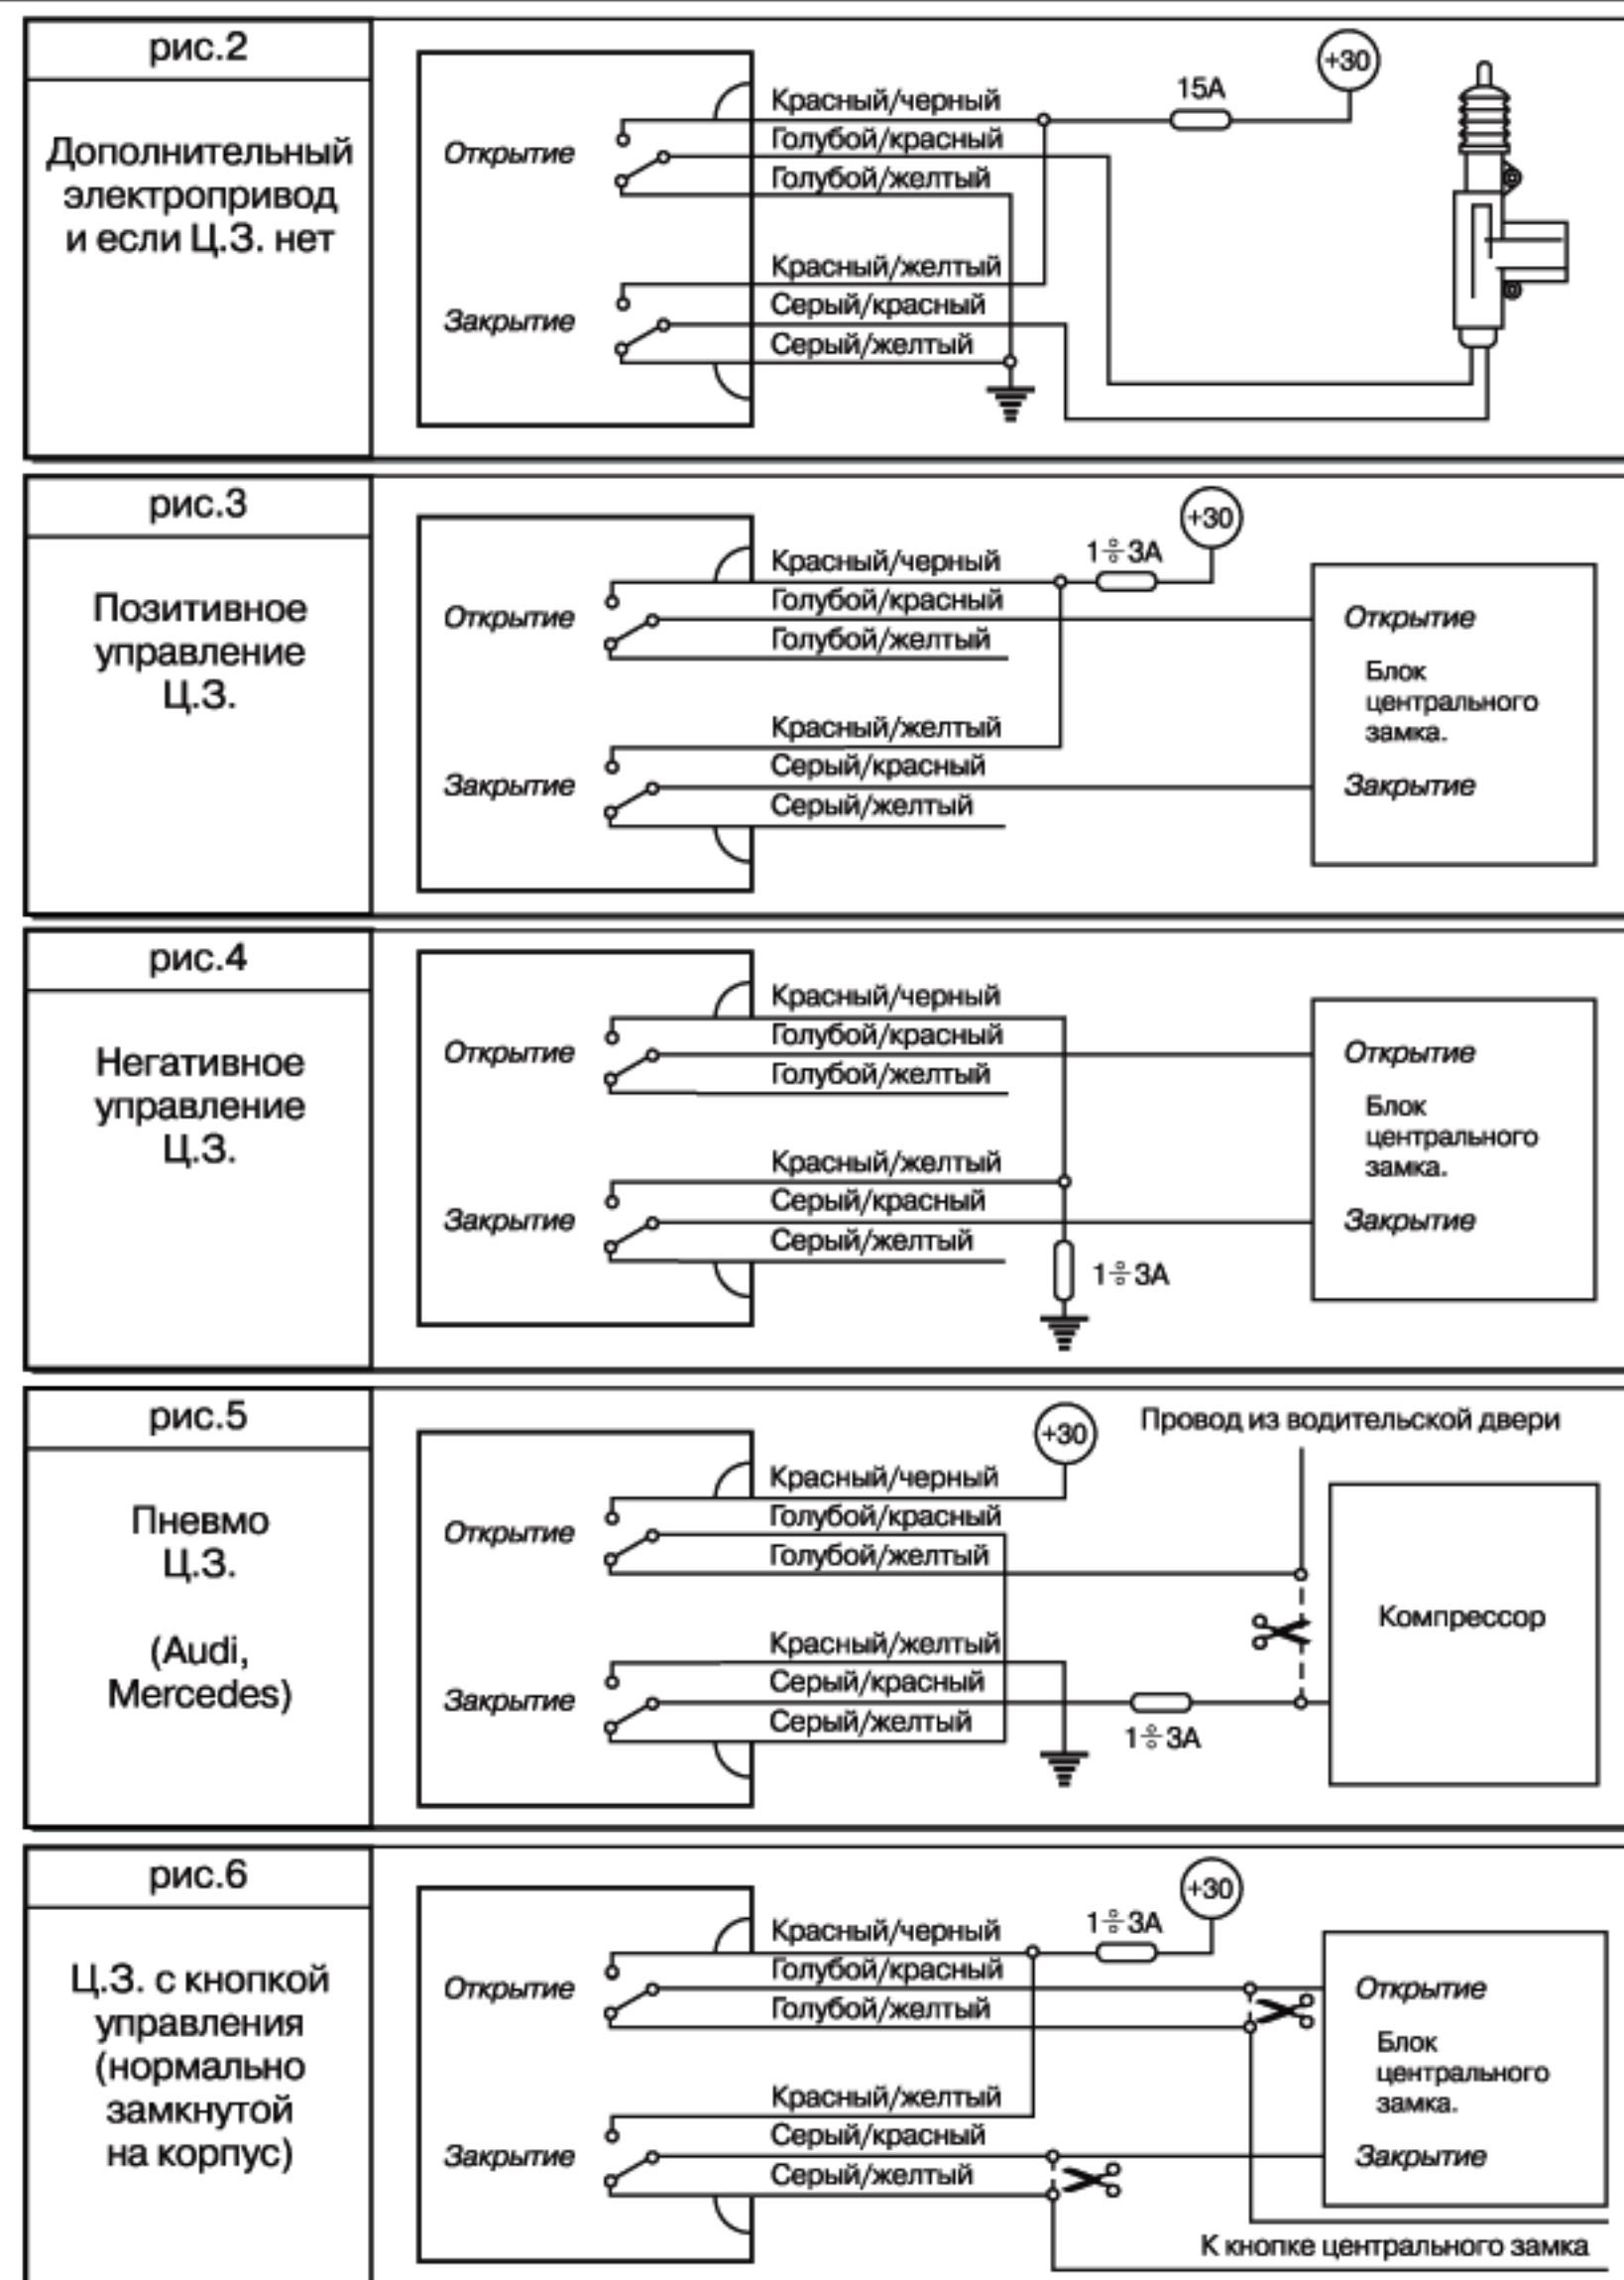 рис.2
Дополнительный
электропривод
и если Ц.З. нет
Открытие
Закрытие
Красный/черный
Голубой/красный
Голубой/желтый
Красный/желтый
Серый/красный
Серый/желтый
15А
+30
рис.3
Позитивное
управление
Ц.З.
Открытие
Закрытие
Красный/черный
Голубой/красный
Голубой/желтый
Красный/желтый
Серый/красный
Серый/желтый
1÷3А
+30
Открытие
Блок
центрального
замка.
Закрытие
рис.4
Негативное
управление
Ц.З.
Открытие
Закрытие
Красный/черный
Голубой/красный
Голубой/желтый
Красный/желтый
Серый/красный
Серый/желтый
1÷3А
Открытие
Блок
центрального
замка.
Закрытие
рис.5
Пневмо
Ц.З.
(Audi,
Mercedes)
Открытие
Закрытие
Красный/черный
Голубой/красный
Голубой/желтый
Красный/желтый
Серый/красный
Серый/желтый
+30
1÷3А
Провод из водительской двери
Компрессор
рис.6
Ц.З. с кнопкой
управления
(нормально
замкнутой
на корпус)
Открытие
Закрытие
Красный/черный
Голубой/красный
Голубой/желтый
Красный/желтый
Серый/красный
Серый/желтый
1÷3А
+30
Открытие
Блок
центрального
замка.
Закрытие
К кнопке центрального замка